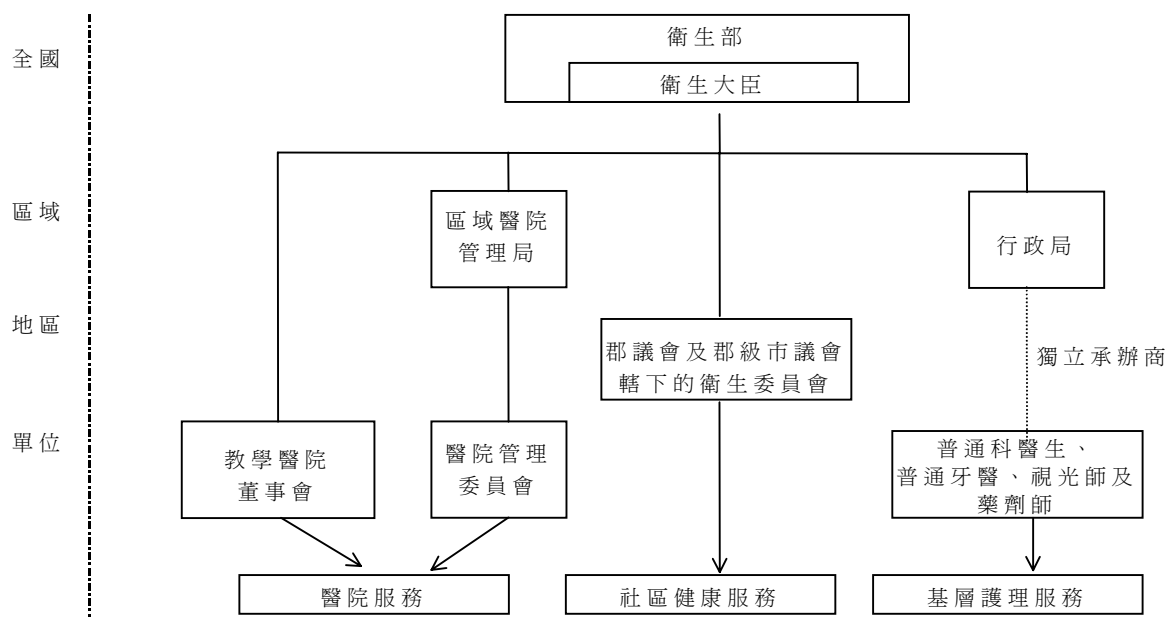 衛生部
全國
衛生大臣
區域
區域醫院
管理局
行政局
地區
郡議會及郡級市議會
轄下的衛生委員會
獨立承辦商
單位
教學醫院
董事會
醫院管理
委員會
普通科醫生、
普通牙醫、視光師及
藥劑師
醫院服務
社區健康服務
基層護理服務